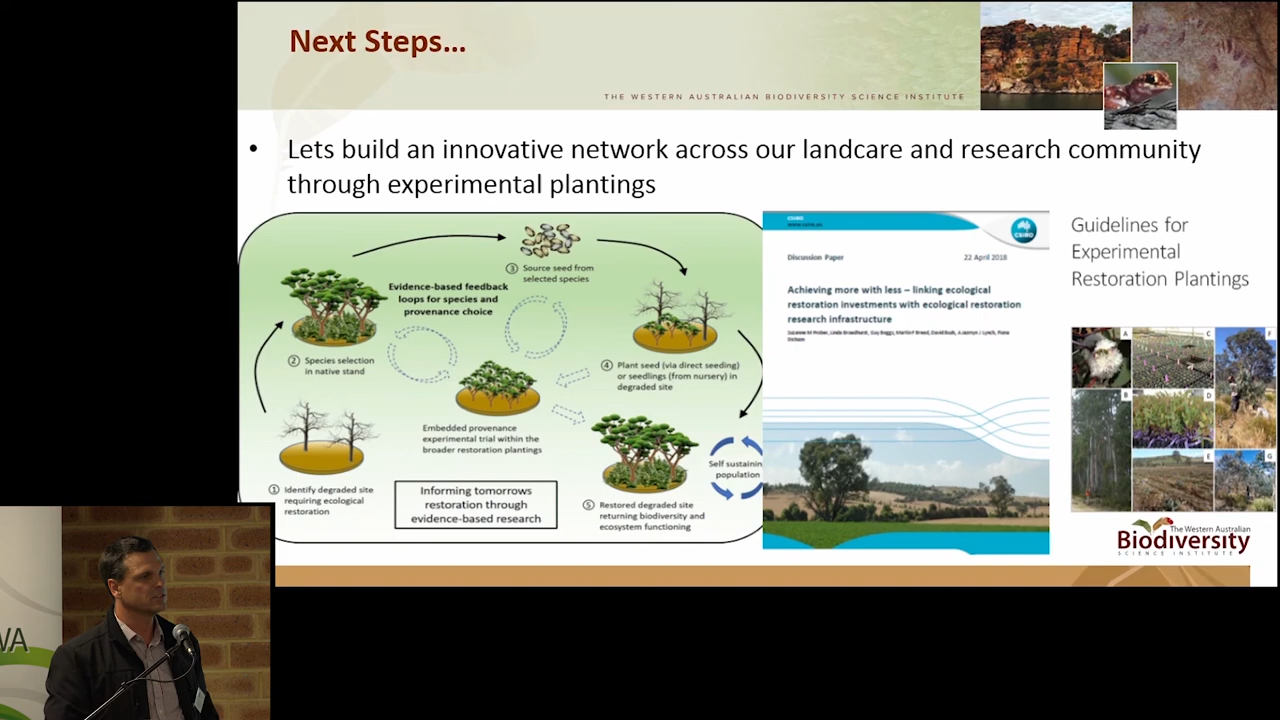 Next Steps...
THE WESTERN AUSTRALIAN BIODIVERSITY SCIENCE INSTITUTE
• Lets build an innovative network across our landcare and research community
through experimental plantings
③ Source seed from
selected species
Evidence-based feedback
loops for species and
provenance choice
② Species selection
in native stand
④ Plant seed (via direct seeding)
or seedlings (from nursery) in
degraded site
Embedded provenance
experimental trial within the
broader restoration plantings
① Identify degraded site
requiring ecological
restoration
Informing tomorrows
restoration through
evidence-based research
⑤ Restored degraded site
returning biodiversity and
ecosystem functioning
Self sustainin
population
CSIRO
CSIRO
Discussion Paper
22 April 2018
Achieving more with less – linking ecological
restoration investments with ecological restoration
research infrastructure
Guidelines for
Experimental
Restoration Plantings
A
C
F
B
D
E
G
The Western Australian
Biodiversity
SCIENCE INSTITUTE
WA